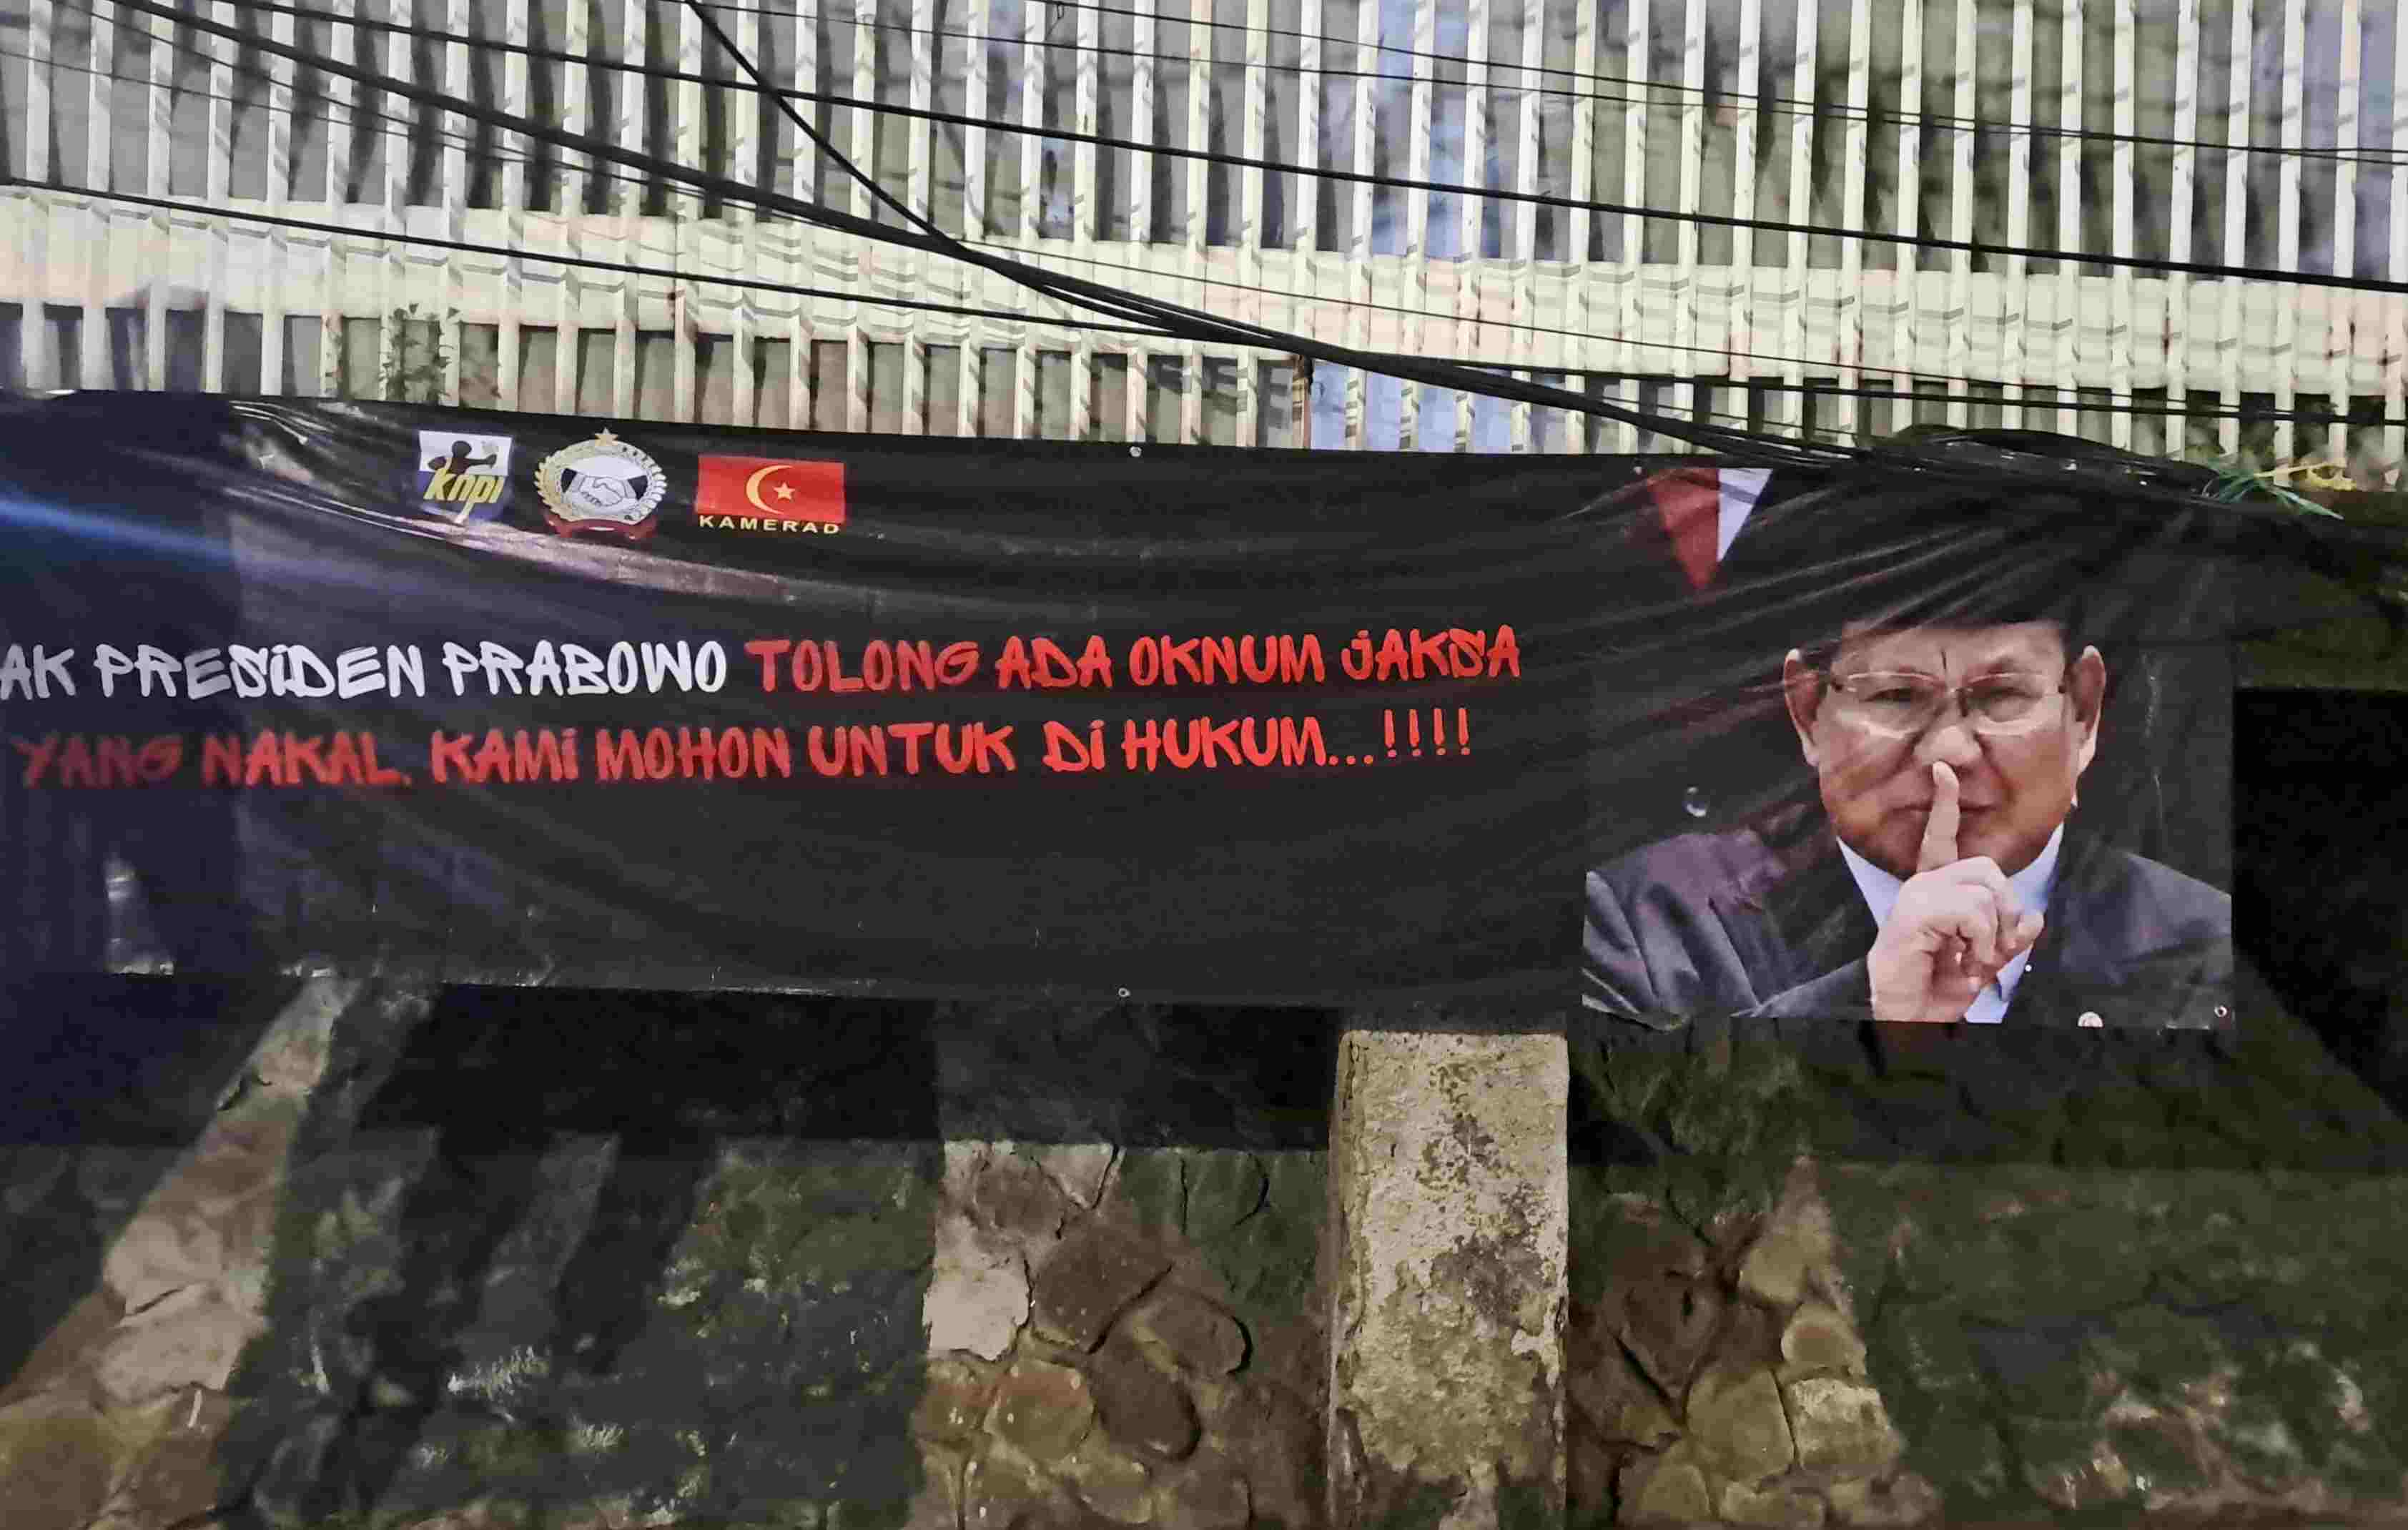 knpi
KAMERAD
AK PRESIDEN PRABOWO TOLONG ADA OKNUM JAKSA
YANG NAKAL. KAMI MOHON UNTUK DI HUKUM...!!!!